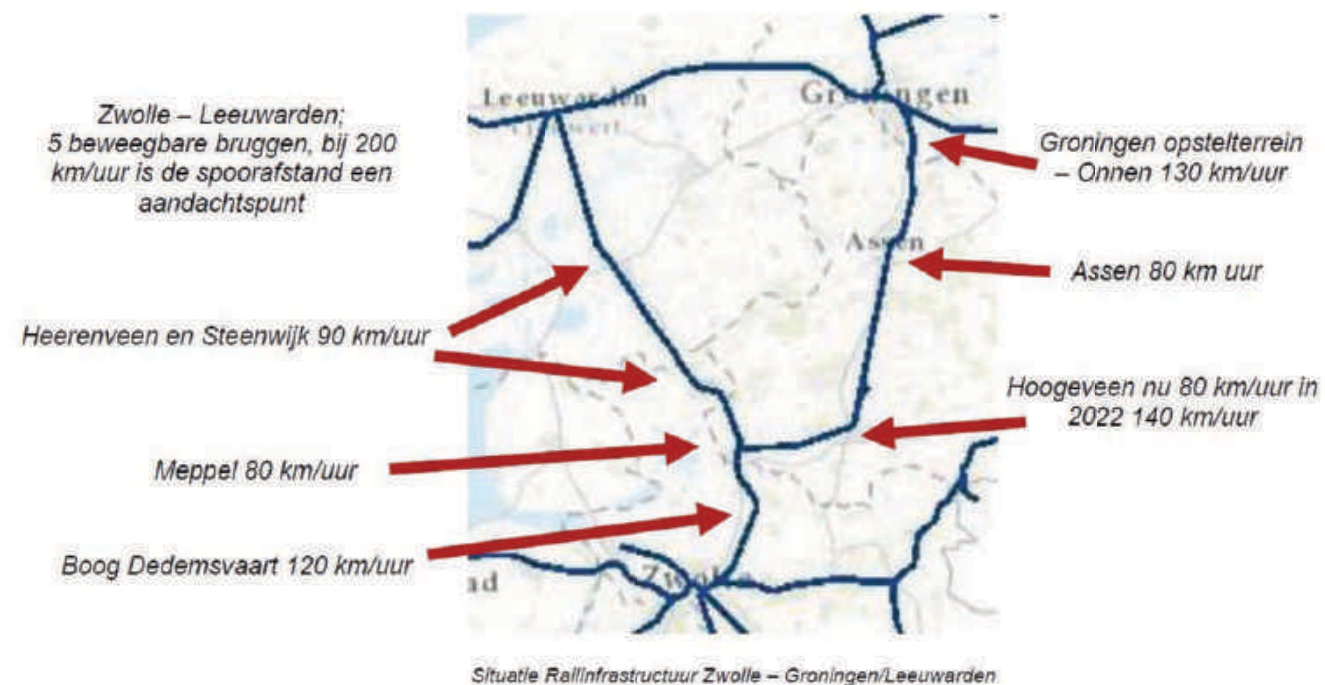 Zwolle – Leeuwarden;
5 beweegbare bruggen, bij 200
km/uur is de spoorafstand een
aandachtspunt
Heerenveen en Steenwijk 90 km/uur
Meppel 80 km/uur
Boog Dedemsvaart 120 km/uur
Leeuwarden
Groningen
Assen
Zwolle
ad
Groningen opstelterrein
– Onnen 130 km/uur
Assen 80 km uur
Hoogeveen nu 80 km/uur in
2022 140 km/uur
Situatie Railinfrastructuur Zwolle – Groningen/Leeuwarden